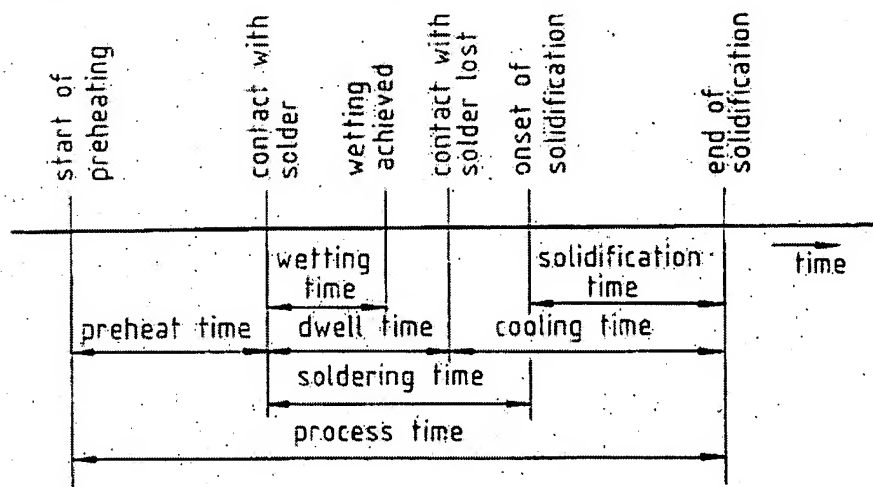 start of
preheating
contact with
solder
wetting
achieved
contact with
solder lost
onset of
solidification
end of
solidification
time
wetting
time
solidification
time
preheat time
dwell time
cooling time
soldering time
process time